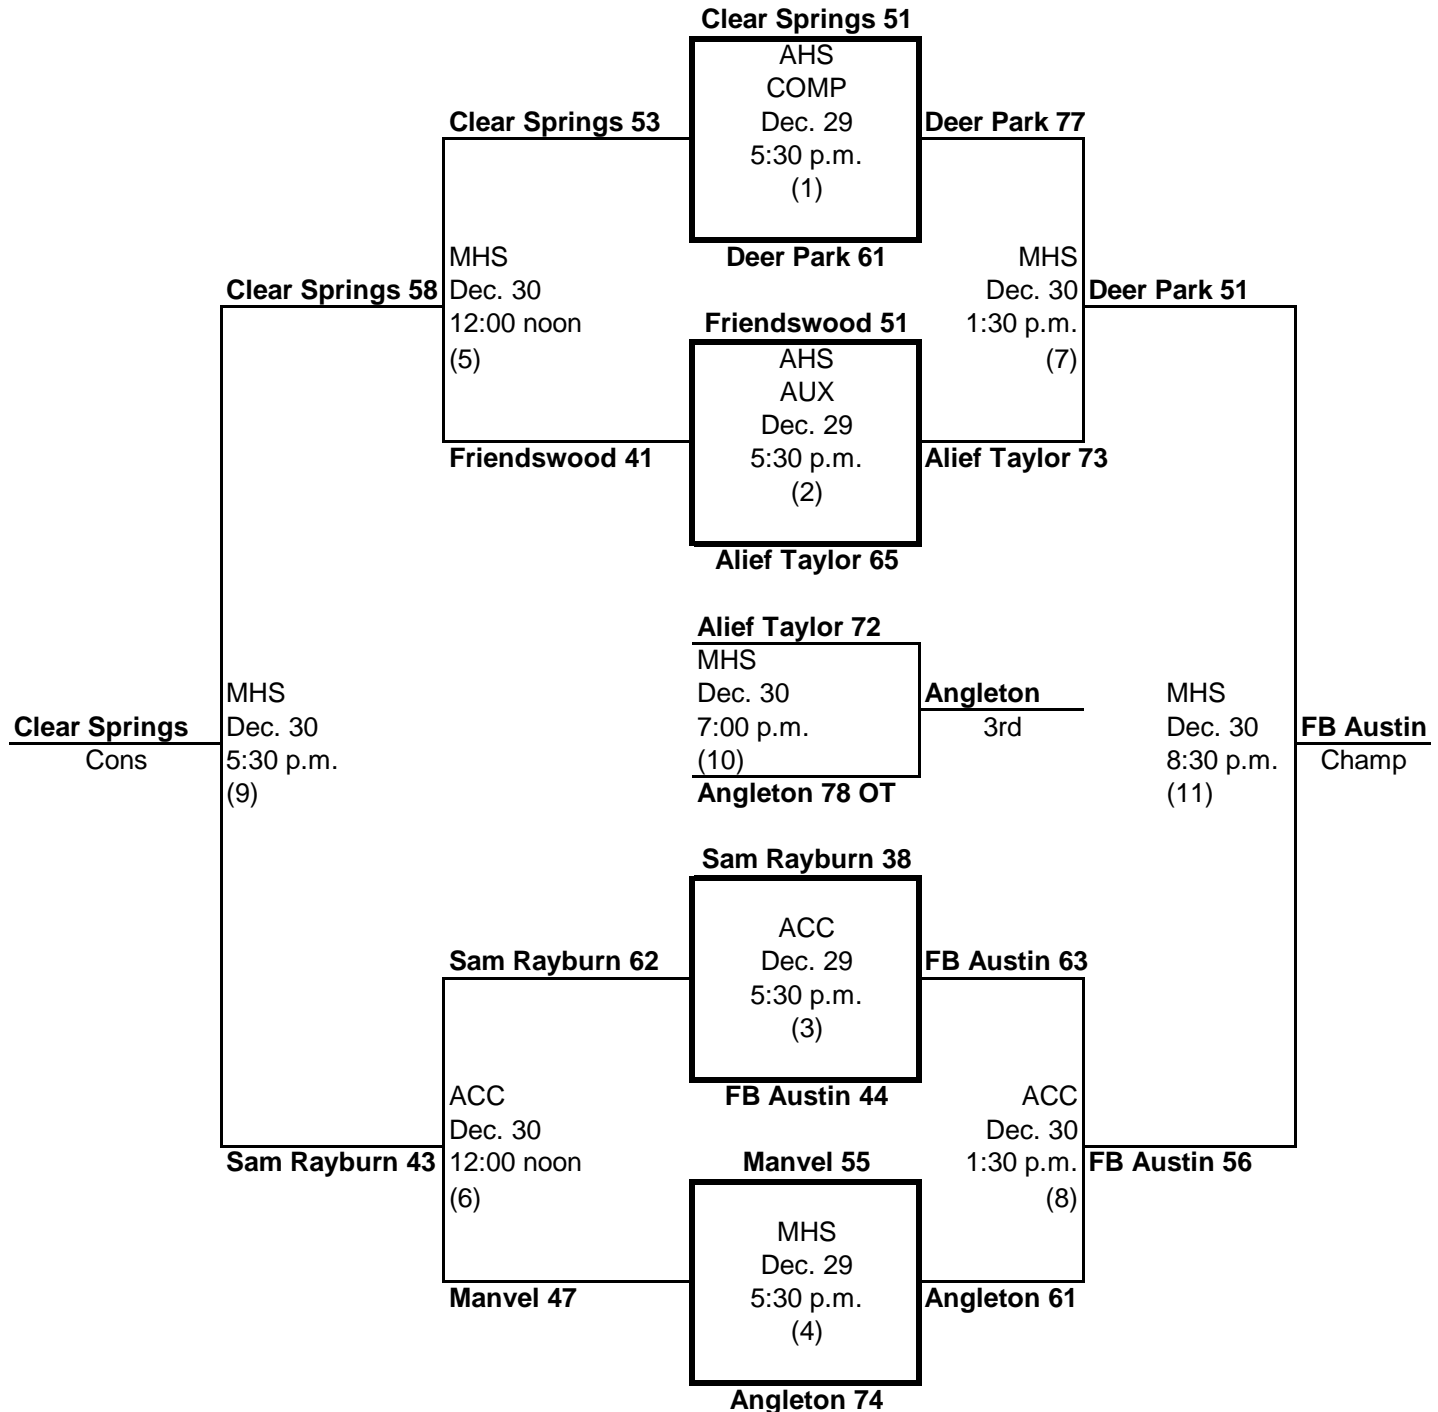 Clear Springs 51
AHS
COMP
Dec. 29
5:30 p.m.
(1)
Deer Park 61
Clear Springs 53
Deer Park 77
MHS
Dec. 30
12:00 noon
(5)
MHS
Dec. 30
1:30 p.m.
(7)
Clear Springs 58
Deer Park 51
Friendswood 51
AHS
AUX
Dec. 29
5:30 p.m.
(2)
Alief Taylor 65
Friendswood 41
Alief Taylor 73
Alief Taylor 72
MHS
Dec. 30
7:00 p.m.
(10)
Angleton 78 OT
Angleton
3rd
MHS
Dec. 30
5:30 p.m.
(9)
Clear Springs
Cons
MHS
Dec. 30
8:30 p.m.
(11)
FB Austin
Champ
Sam Rayburn 38
ACC
Dec. 29
5:30 p.m.
(3)
FB Austin 44
Sam Rayburn 62
FB Austin 63
ACC
Dec. 30
12:00 noon
(6)
ACC
Dec. 30
1:30 p.m.
(8)
Sam Rayburn 43
FB Austin 56
Manvel 55
MHS
Dec. 29
5:30 p.m.
(4)
Angleton 74
Manvel 47
Angleton 61